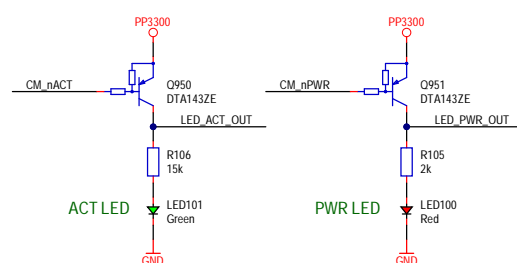 PP3300
PP3300
CM_nACT
Q950
DTA143ZE
CM_nPWR
Q951
DTA143ZE
LED_ACT_OUT
LED_PWR_OUT
R106
15k
R105
2k
ACT LED
LED101
Green
PWR LED
LED100
Red
GND
GND